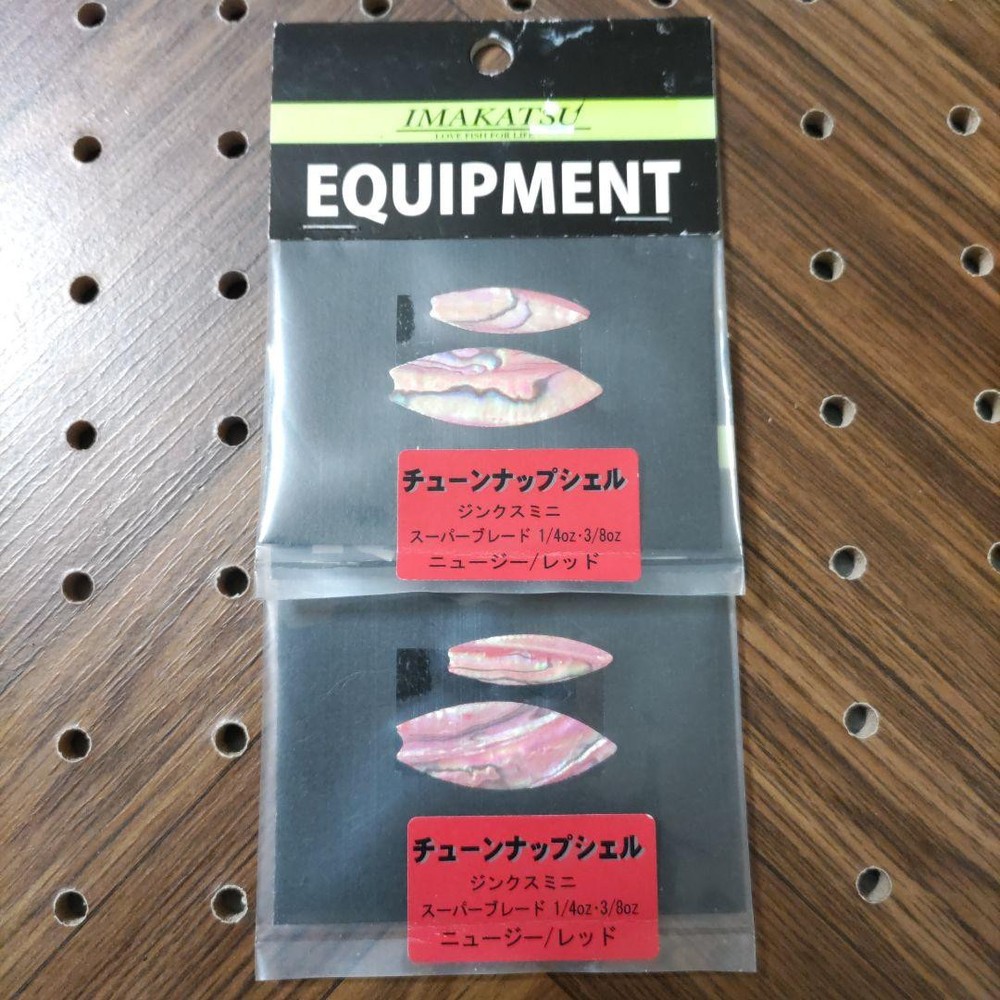 IMAKATSU
LOVE FISH FOR LIFE
EQUIPMENT
チューンナップシェル
ジンクスミニ
スーパーブレード 1/4oz･3/8oz
ニュージー/レッド
チューンナップシェル
ジンクスミニ
スーパーブレード 1/4oz･3/8oz
ニュージー/レッド